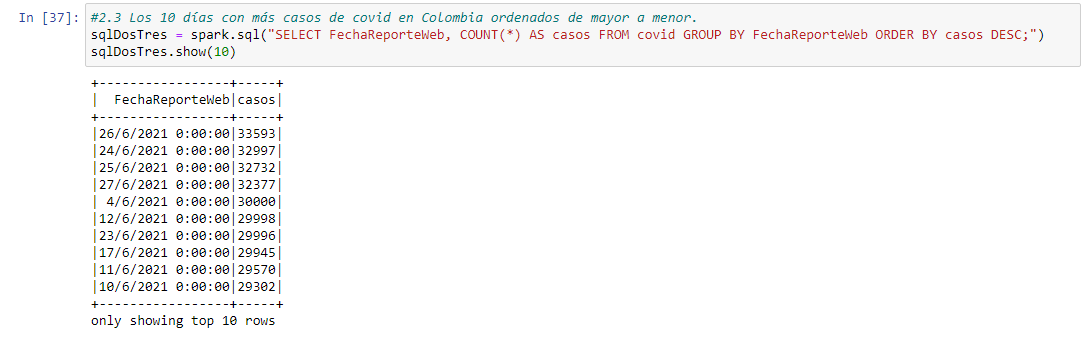 In [37]: #2.3 Los 10 días con más casos de covid en Colombia ordenados de mayor a menor.
sqlDosTres = spark.sql("SELECT FechaReporteWeb, COUNT(*) AS casos FROM covid GROUP BY FechaReporteWeb ORDER BY casos DESC;")
sqlDosTres.show(10)
+-----------------+-----+
|  FechaReporteWeb|casos|
+-----------------+-----+
|26/6/2021 0:00:00|33593|
|24/6/2021 0:00:00|32997|
|25/6/2021 0:00:00|32732|
|27/6/2021 0:00:00|32377|
| 4/6/2021 0:00:00|30000|
|12/6/2021 0:00:00|29998|
|23/6/2021 0:00:00|29996|
|17/6/2021 0:00:00|29945|
|11/6/2021 0:00:00|29570|
|10/6/2021 0:00:00|29302|
+-----------------+-----+
only showing top 10 rows